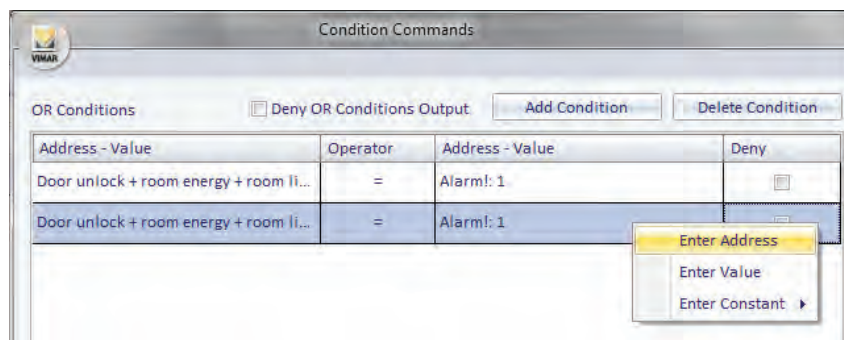 Condition Commands
VIMAR
OR Conditions Deny OR Conditions Output Add Condition Delete Condition
Address - Value Operator Address - Value Deny
Door unlock + room energy + room li... = Alarm!: 1
Door unlock + room energy + room li... = Alarm!: 1
Enter Address
Enter Value
Enter Constant